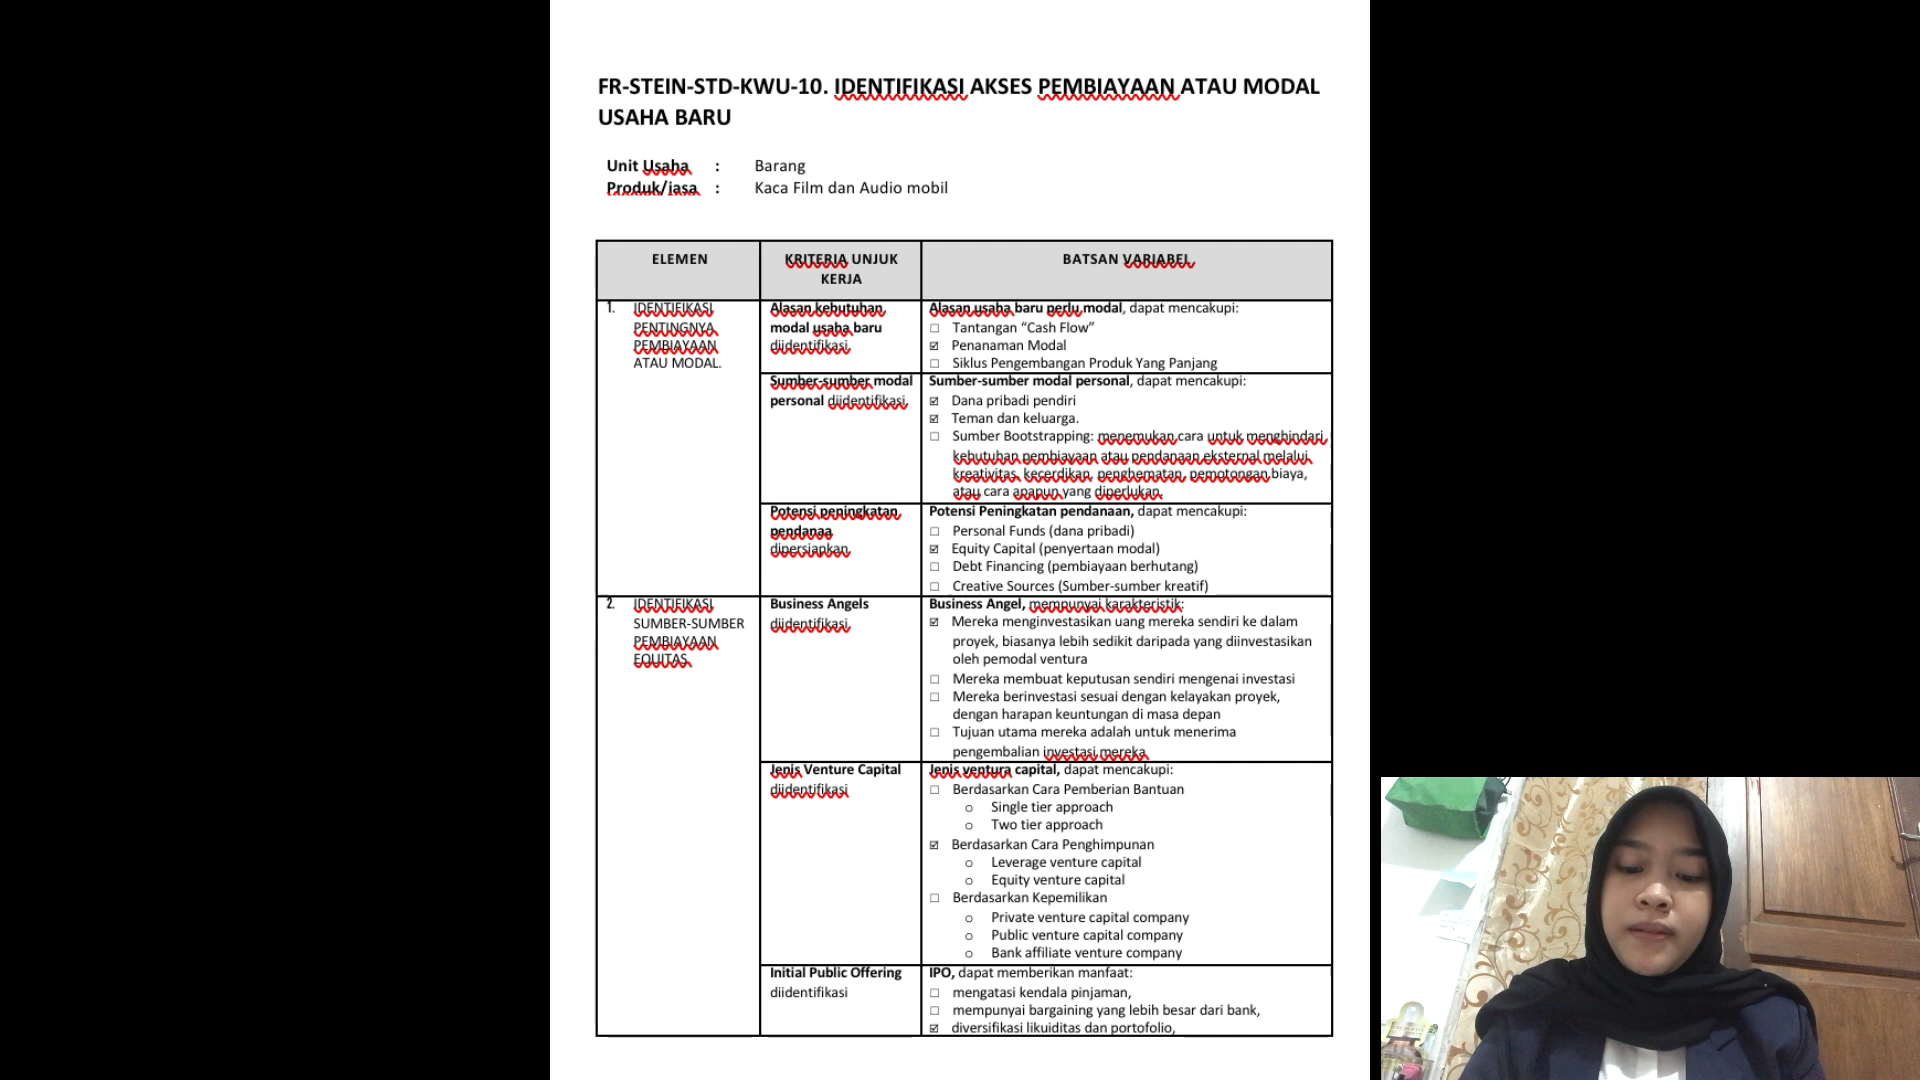 FR-STEIN-STD-KWU-10. IDENTIFIKASI AKSES PEMBIAYAAN ATAU MODAL
USAHA BARU
Unit Usaha : Barang
Produk/jasa : Kaca Film dan Audio mobil
ELEMEN
KRITERIA UNJUK
KERJA
BATSAN VARIABEL
1. IDENTIFIKASI
PENTINGNYA
PEMBIAYAAN
ATAU MODAL.
Alasan kebutuhan
modal usaha baru
diidentifikasi.
Alasan usaha baru perlu modal, dapat mencakupi:
☐ Tantangan “Cash Flow”
☑ Penanaman Modal
☐ Siklus Pengembangan Produk Yang Panjang
Sumber-sumber modal
personal diidentifikasi.
Sumber-sumber modal personal, dapat mencakupi:
☑ Dana pribadi pendiri
☑ Teman dan keluarga.
☐ Sumber Bootstrapping: menemukan cara untuk menghindari
kebutuhan pembiayaan atau pendanaan eksternal melalui
kreativitas, kecerdikan, penghematan, pemotongan biaya,
atau cara apapun yang diperlukan.
Potensi peningkatan
pendanaa
dipersiapkan.
Potensi Peningkatan pendanaan, dapat mencakupi:
☐ Personal Funds (dana pribadi)
☑ Equity Capital (penyertaan modal)
☐ Debt Financing (pembiayaan berhutang)
☐ Creative Sources (Sumber-sumber kreatif)
2. IDENTIFIKASI
SUMBER-SUMBER
PEMBIAYAAN
EQUITAS.
Business Angels
diidentifikasi.
Business Angel, mempunyai karakteristik:
☑ Mereka menginvestasikan uang mereka sendiri ke dalam
proyek, biasanya lebih sedikit daripada yang diinvestasikan
oleh pemodal ventura
☐ Mereka membuat keputusan sendiri mengenai investasi
☐ Mereka berinvestasi sesuai dengan kelayakan proyek,
dengan harapan keuntungan di masa depan
☐ Tujuan utama mereka adalah untuk menerima
pengembalian investasi mereka
Jenis Venture Capital
diidentifikasi
Jenis ventura capital, dapat mencakupi:
☐ Berdasarkan Cara Pemberian Bantuan
o Single tier approach
o Two tier approach
☑ Berdasarkan Cara Penghimpunan
o Leverage venture capital
o Equity venture capital
☐ Berdasarkan Kepemilikan
o Private venture capital company
o Public venture capital company
o Bank affiliate venture company
Initial Public Offering
diidentifikasi
IPO, dapat memberikan manfaat:
☐ mengatasi kendala pinjaman,
☐ mempunyai bargaining yang lebih besar dari bank,
☑ diversifikasi likuiditas dan portofolio,